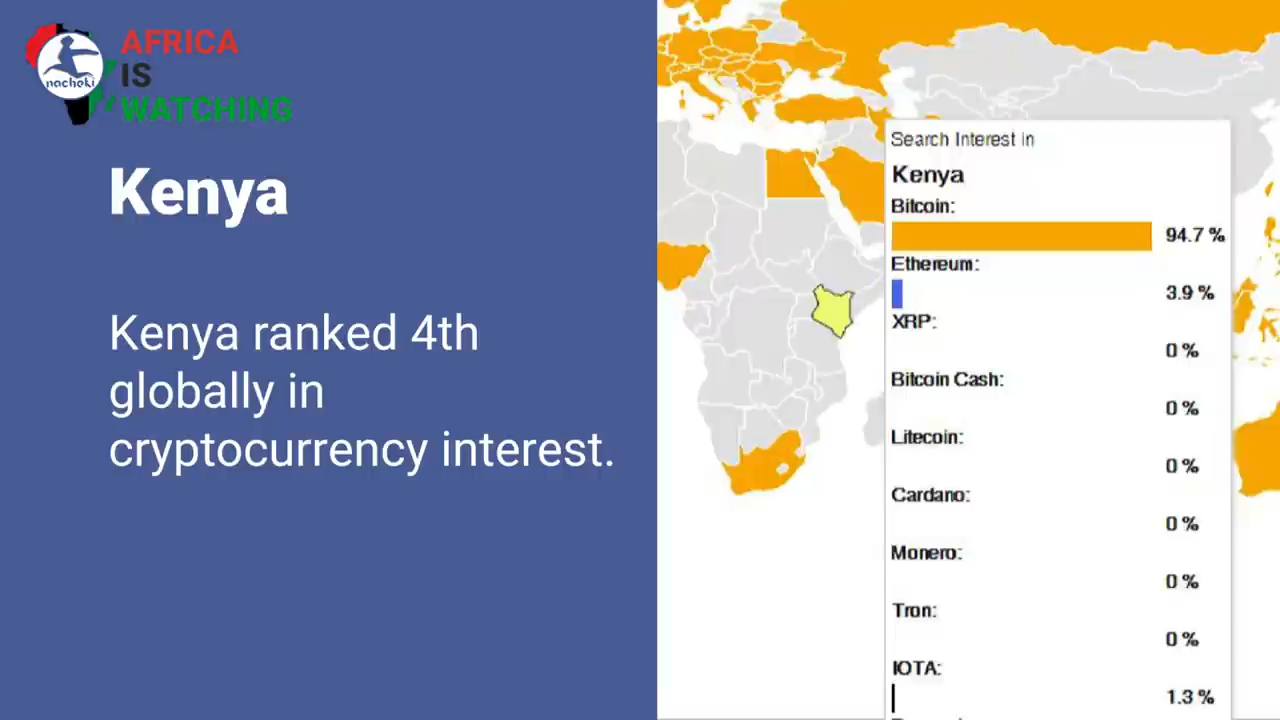 nacheki
AFRICA
IS
WATCHING
Kenya
Kenya ranked 4th
globally in
cryptocurrency interest.
Search Interest in
Kenya
Bitcoin:
94.7 %
Ethereum:
3.9 %
XRP:
0 %
Bitcoin Cash:
0 %
Litecoin:
0 %
Cardano:
0 %
Monero:
0 %
Tron:
0 %
IOTA:
1.3 %